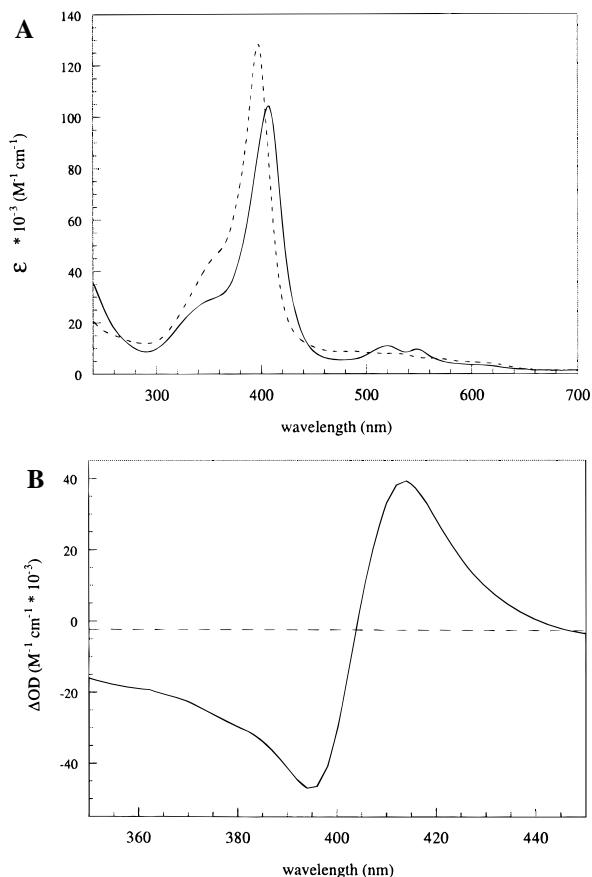 A
140
120
100
80
60
40
20
0
ε * 10⁻³ (M⁻¹ cm⁻¹)
300 400 500 600 700
wavelength (nm)
B
40
20
0
-20
-40
ΔOD (M⁻¹ cm⁻¹ * 10⁻³)
360 380 400 420 440
wavelength (nm)